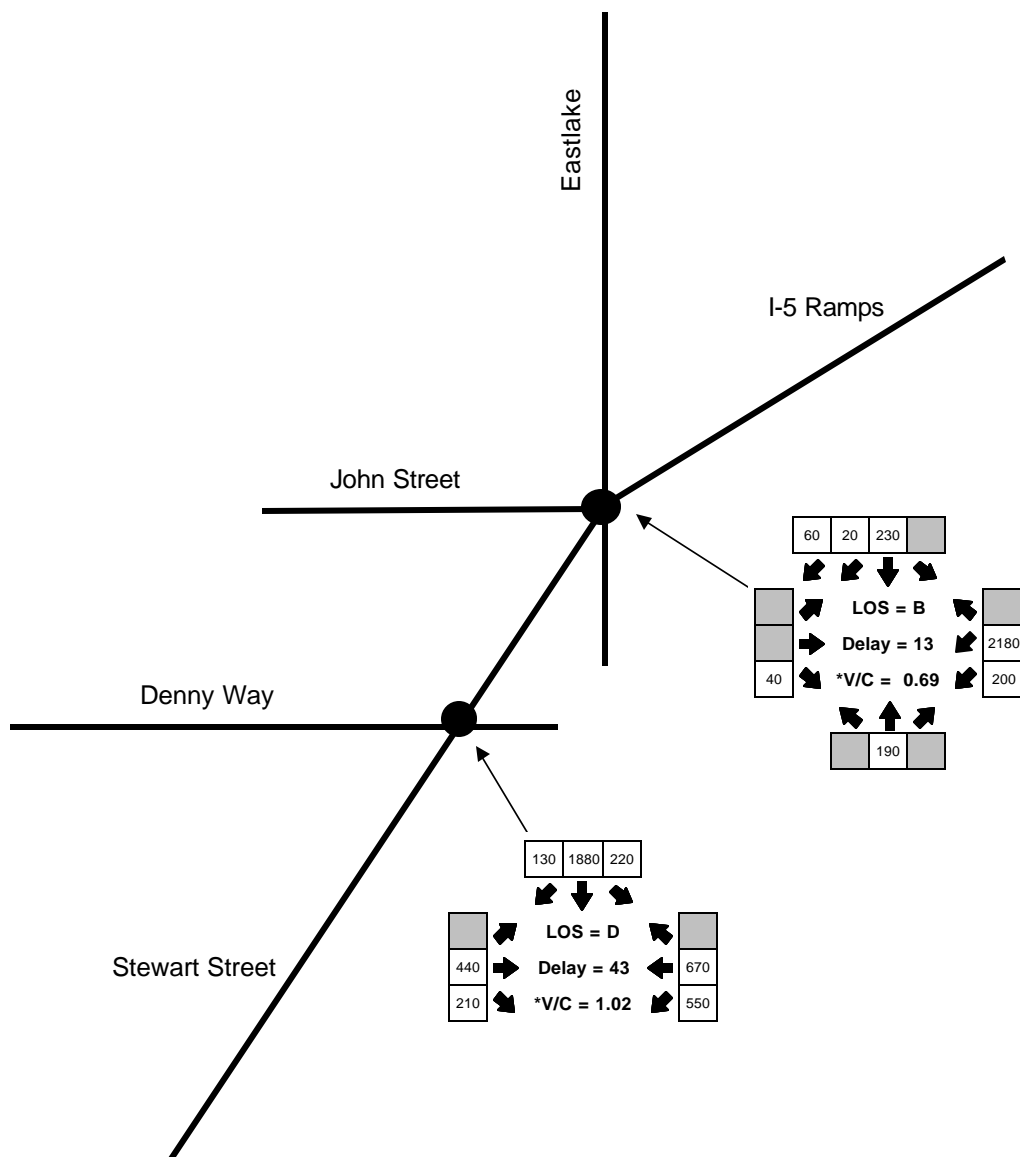 Eastlake
I-5 Ramps
John Street
60 20 230
LOS = B
Delay = 13 2180
40 *V/C = 0.69 200
190
Denny Way
130 1880 220
LOS = D
Stewart Street
440 Delay = 43 670
210 *V/C = 1.02 550